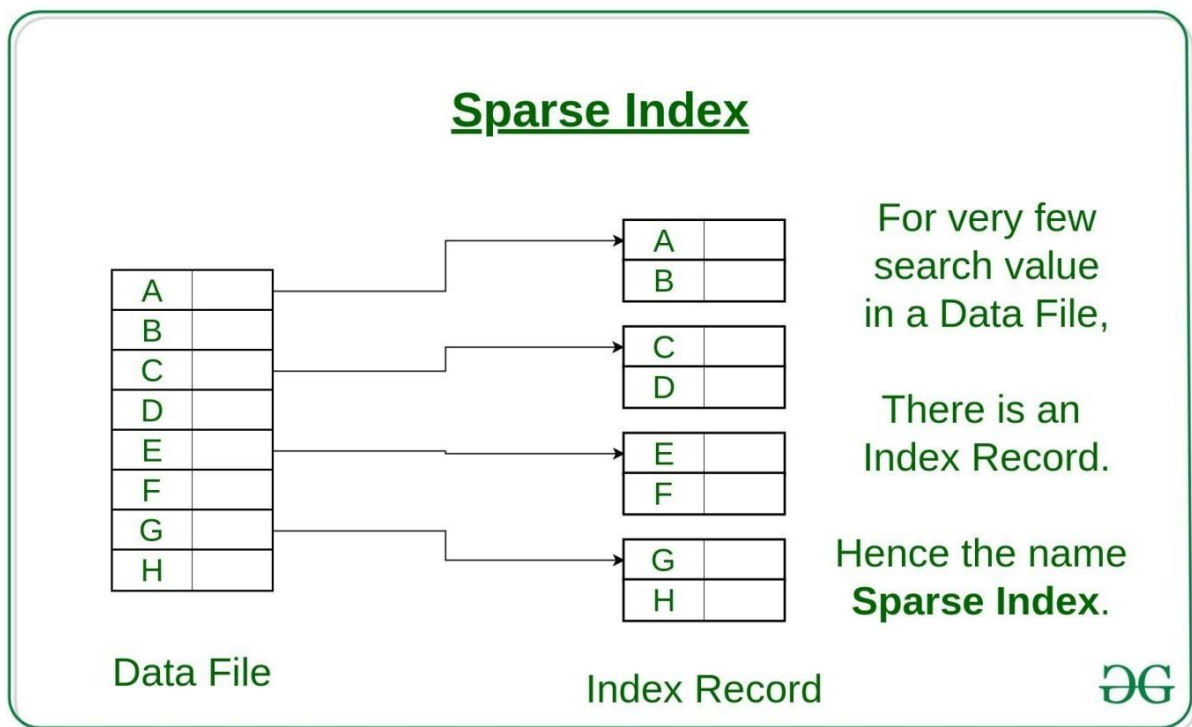 Sparse Index
A
B
C
D
E
F
G
H
Data File
A
B
C
D
E
F
G
H
Index Record
For very few
search value
in a Data File,
There is an
Index Record.
Hence the name
Sparse Index.